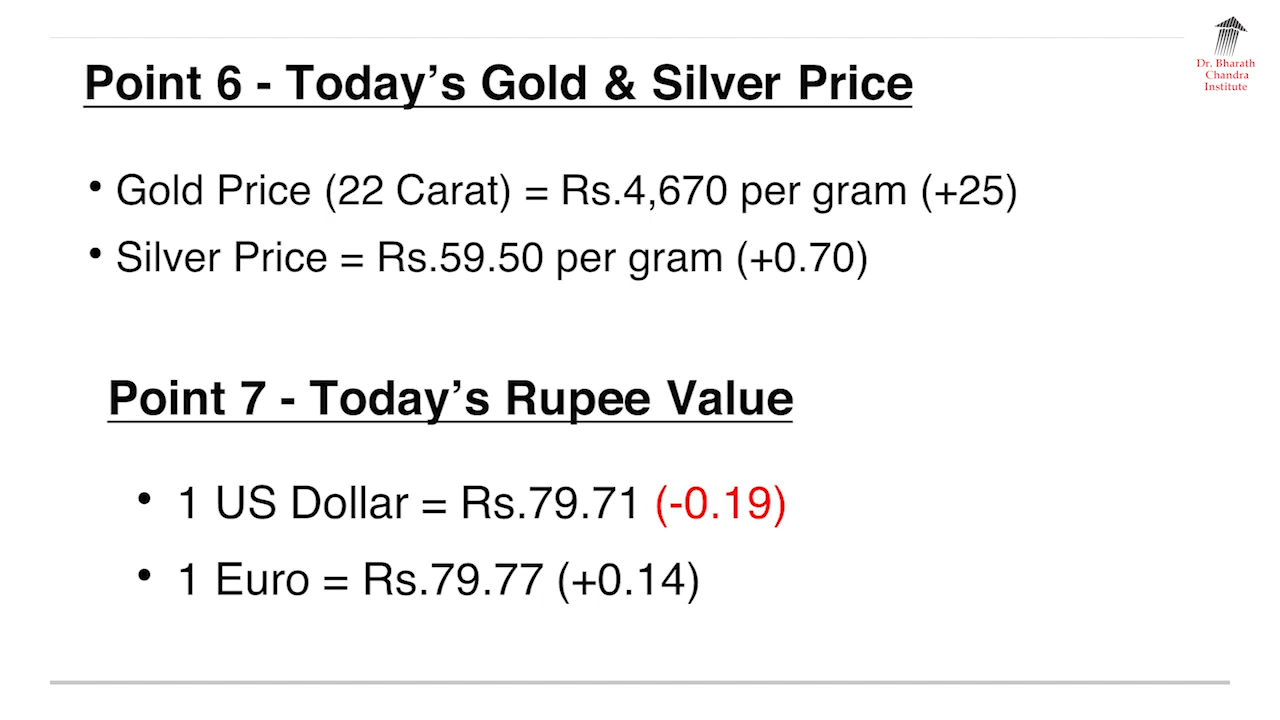 Dr. Bharath
Chandra
Institute
Point 6 - Today’s Gold & Silver Price
• Gold Price (22 Carat) = Rs.4,670 per gram (+25)
• Silver Price = Rs.59.50 per gram (+0.70)
Point 7 - Today’s Rupee Value
• 1 US Dollar = Rs.79.71 (-0.19)
• 1 Euro = Rs.79.77 (+0.14)